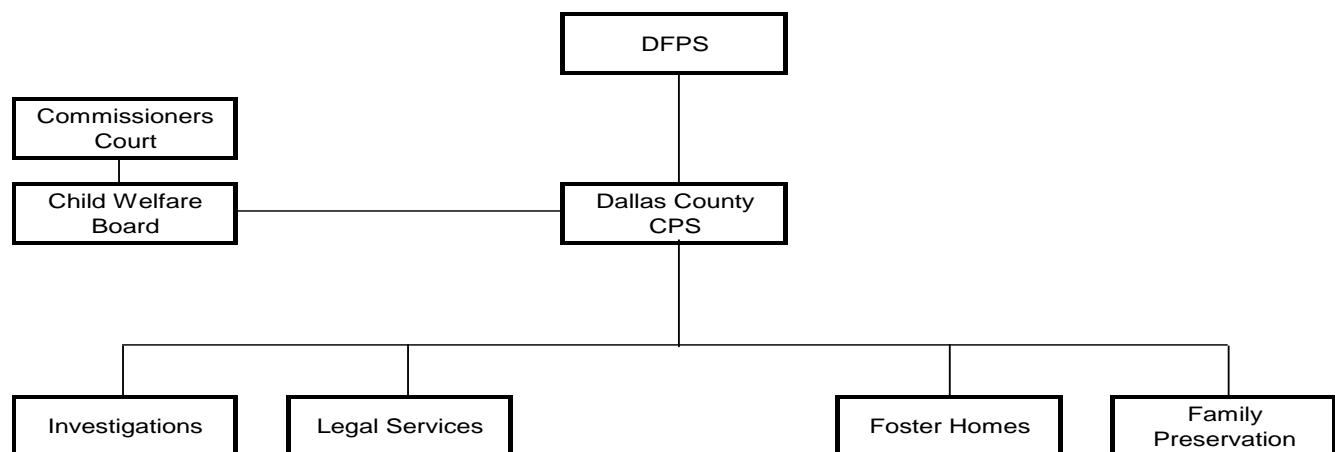 DFPS
Commissioners
Court
Child Welfare
Board
Dallas County
CPS
Investigations
Legal Services
Foster Homes
Family
Preservation